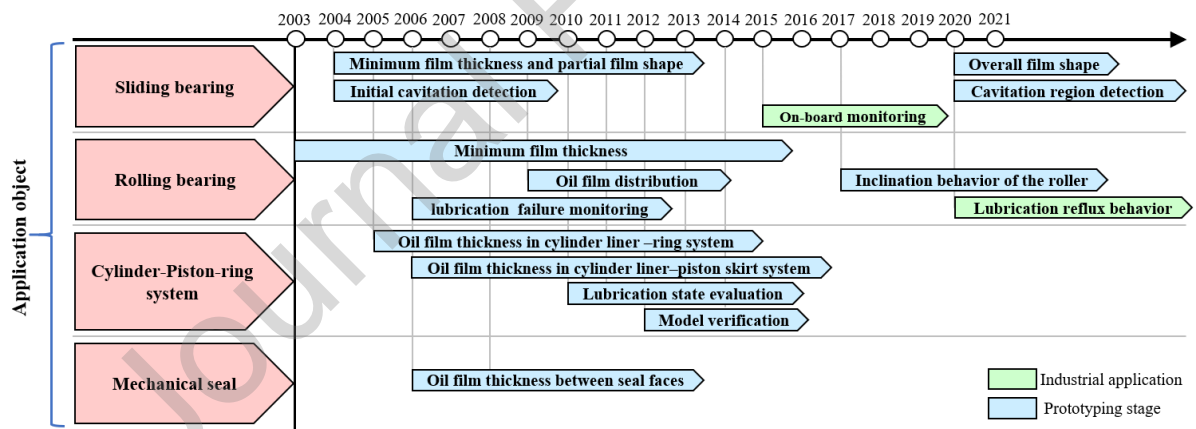 2003 2004 2005 2006 2007 2008 2009 2010 2011 2012 2013 2014 2015 2016 2017 2018 2019 2020 2021
Application object
Sliding bearing
Minimum film thickness and partial film shape
Overall film shape
Initial cavitation detection
Cavitation region detection
On-board monitoring
Rolling bearing
Minimum film thickness
Oil film distribution
Inclination behavior of the roller
lubrication failure monitoring
Lubrication reflux behavior
Cylinder-Piston-ring
system
Oil film thickness in cylinder liner –ring system
Oil film thickness in cylinder liner–piston skirt system
Lubrication state evaluation
Model verification
Mechanical seal
Oil film thickness between seal faces
Industrial application
Prototyping stage
Journal